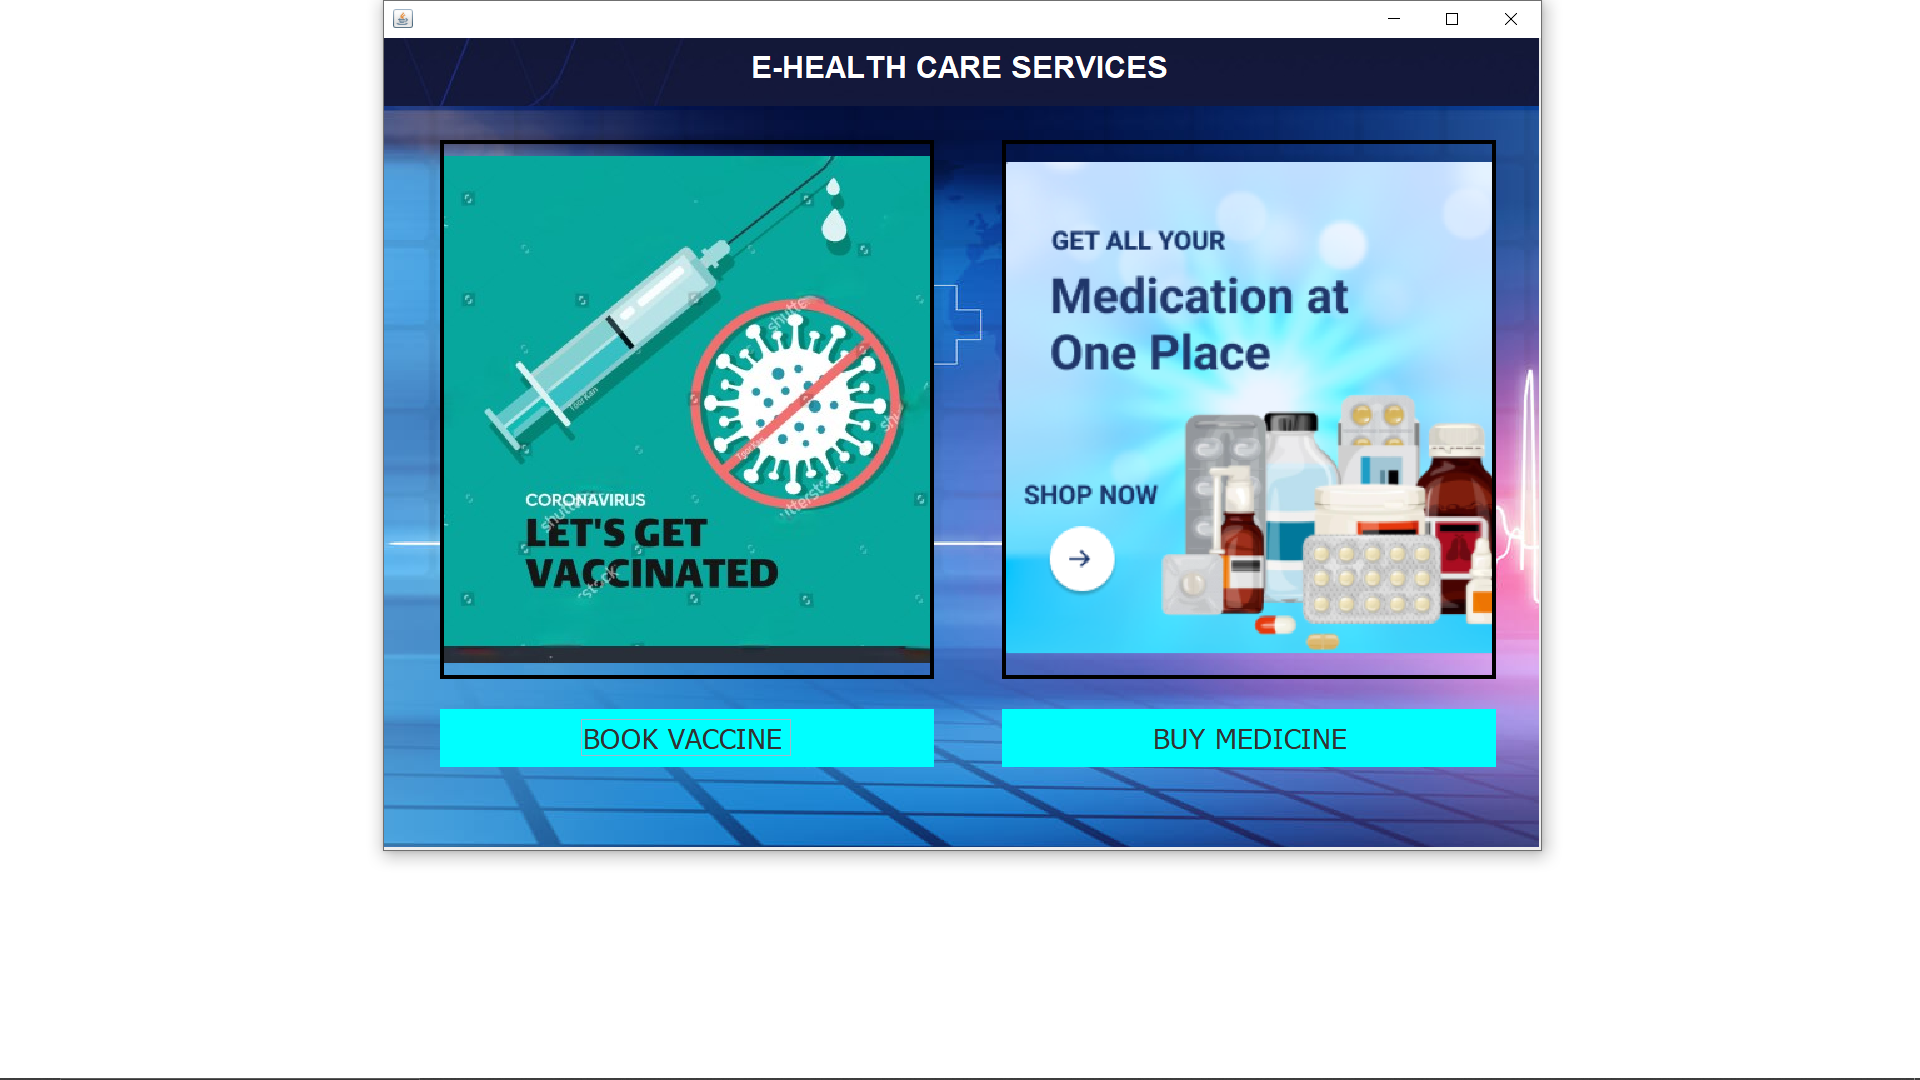 E-HEALTH CARE SERVICES
CORONAVIRUS
LET'S GET
VACCINATED
GET ALL YOUR
Medication at
One Place
SHOP NOW
BOOK VACCINE
BUY MEDICINE